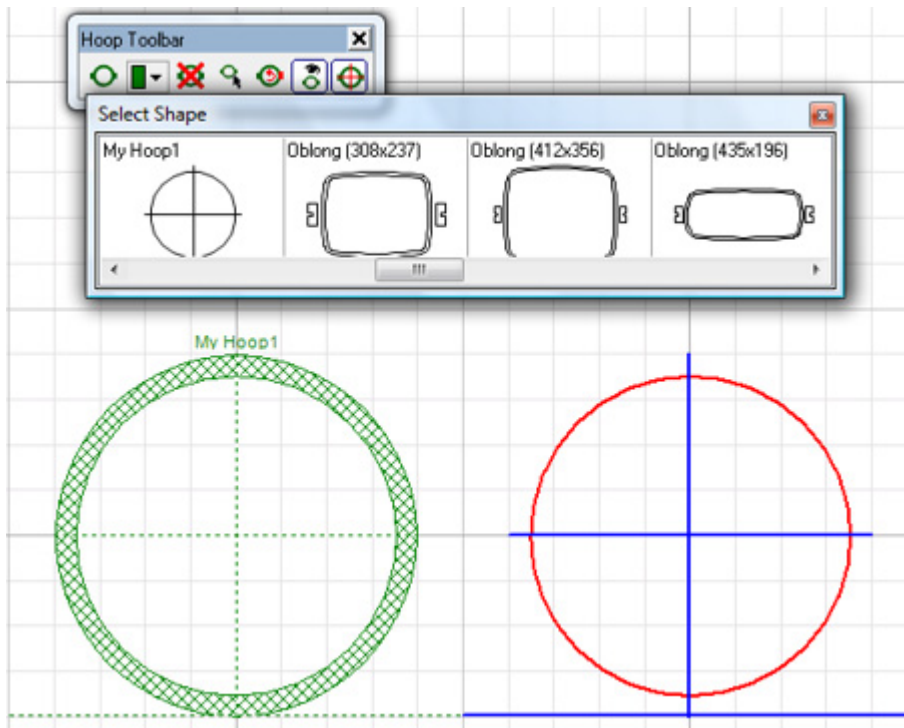 Hoop Toolbar
Select Shape
My Hoop1
Oblong (308x237)
Oblong (412x356)
Oblong (435x196)
My Hoop1